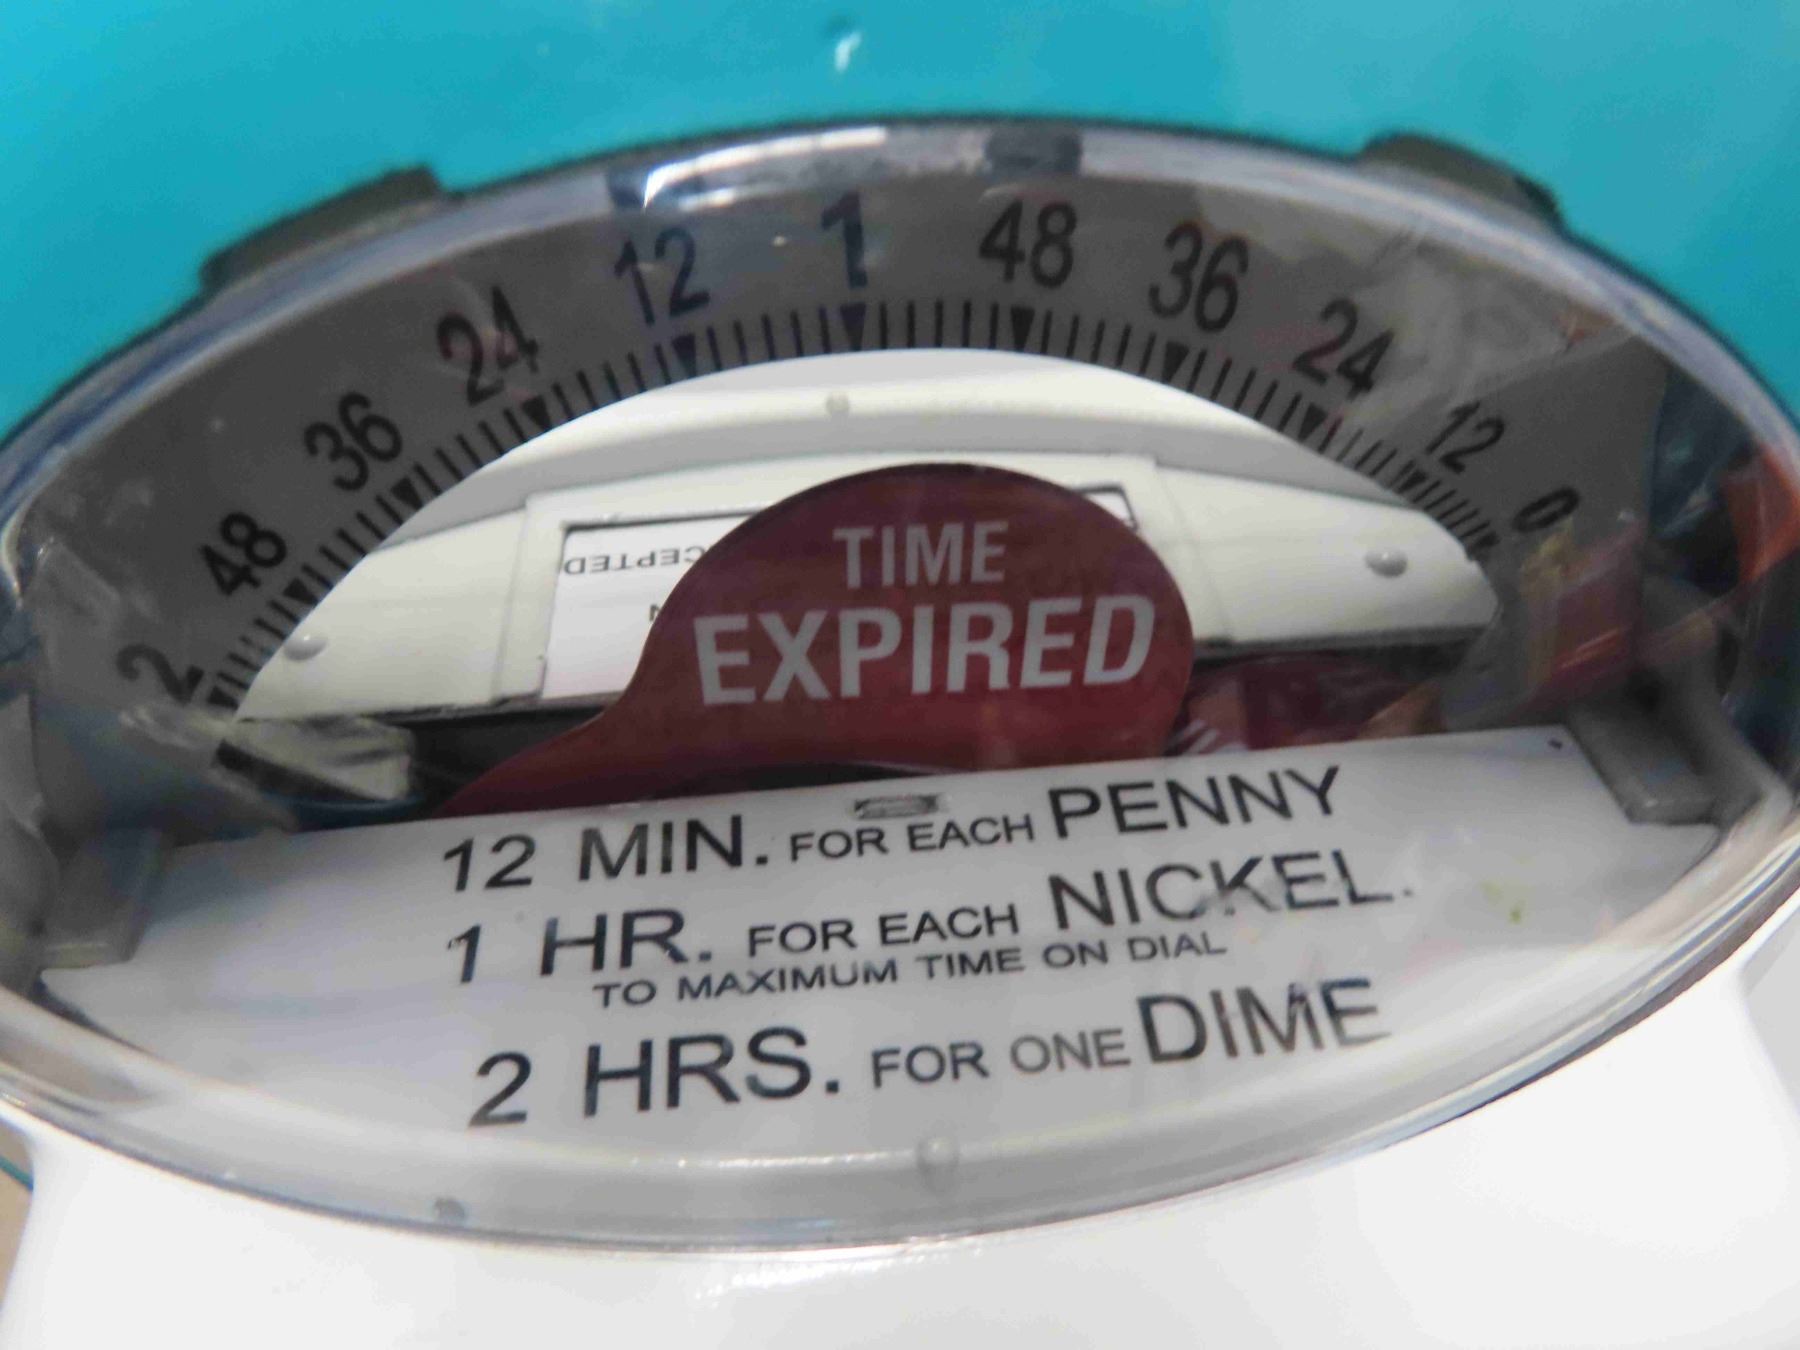 2 48 36 24 12 1 48 36 24 12 0
CEPTED
N
TIME
EXPIRED
12 MIN. FOR EACH PENNY
1 HR. FOR EACH NICKEL.
TO MAXIMUM TIME ON DIAL
2 HRS. FOR ONE DIME